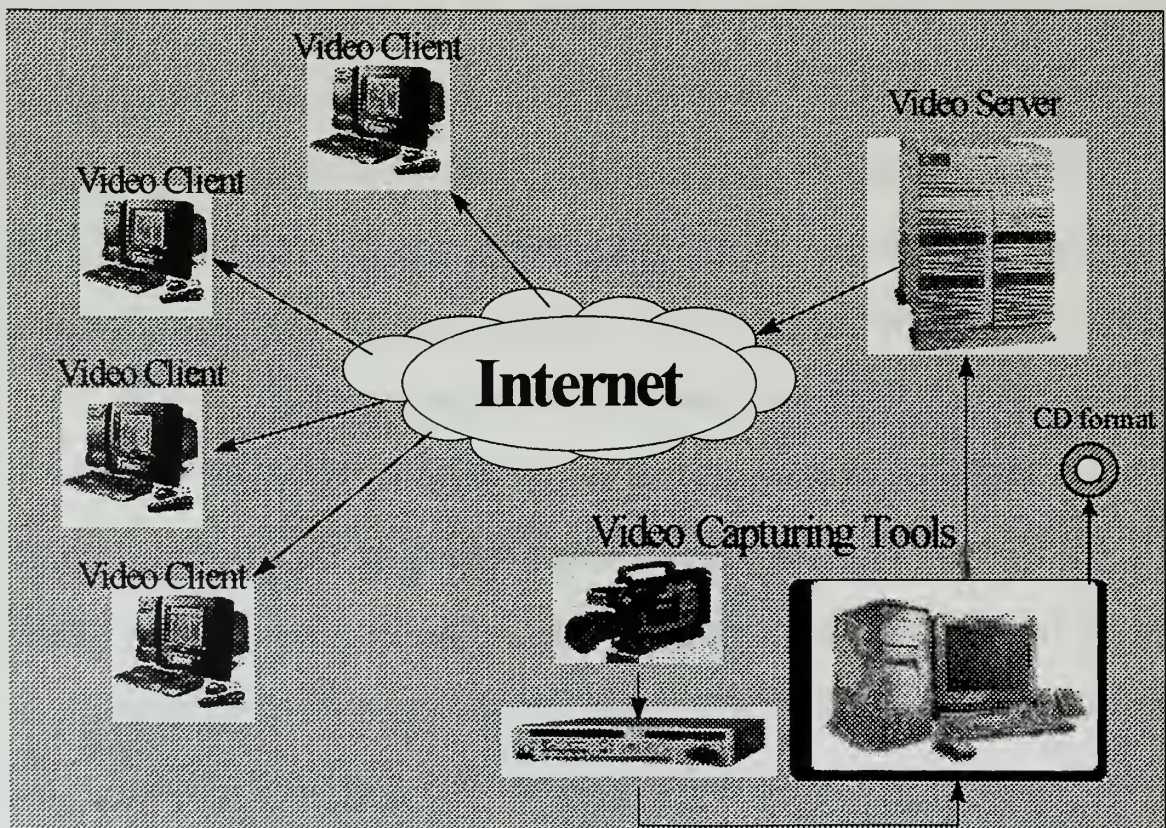 Video Client
Video Server
Video Client
Internet
Video Client
CD format
Video Capturing Tools
Video Client